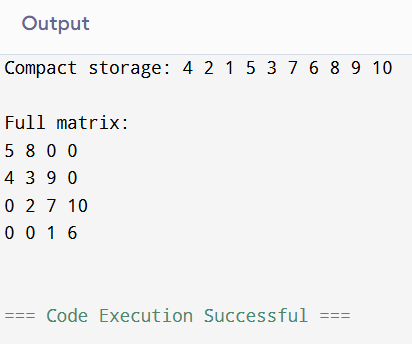 Output
Compact storage: 4 2 1 5 3 7 6 8 9 10
Full matrix:
5 8 0 0
4 3 9 0
0 2 7 10
0 0 1 6
=== Code Execution Successful ===